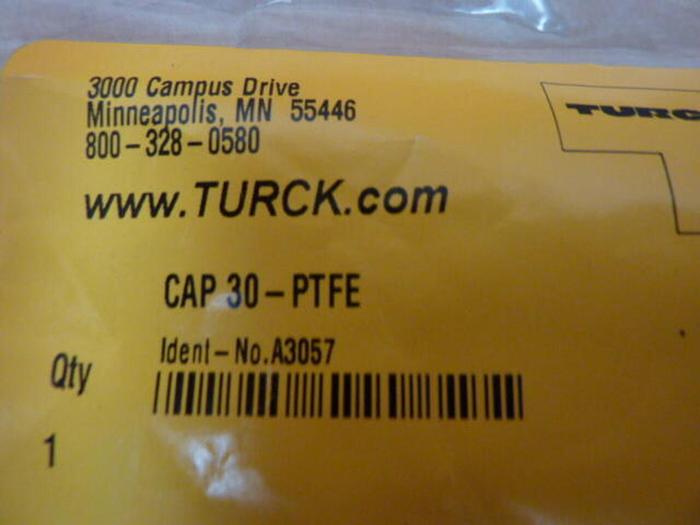 3000 Campus Drive
Minneapolis, MN 55446
800-328-0580
www.TURCK.com
CAP 30-PTFE
Ident-No.A3057
Qty
1